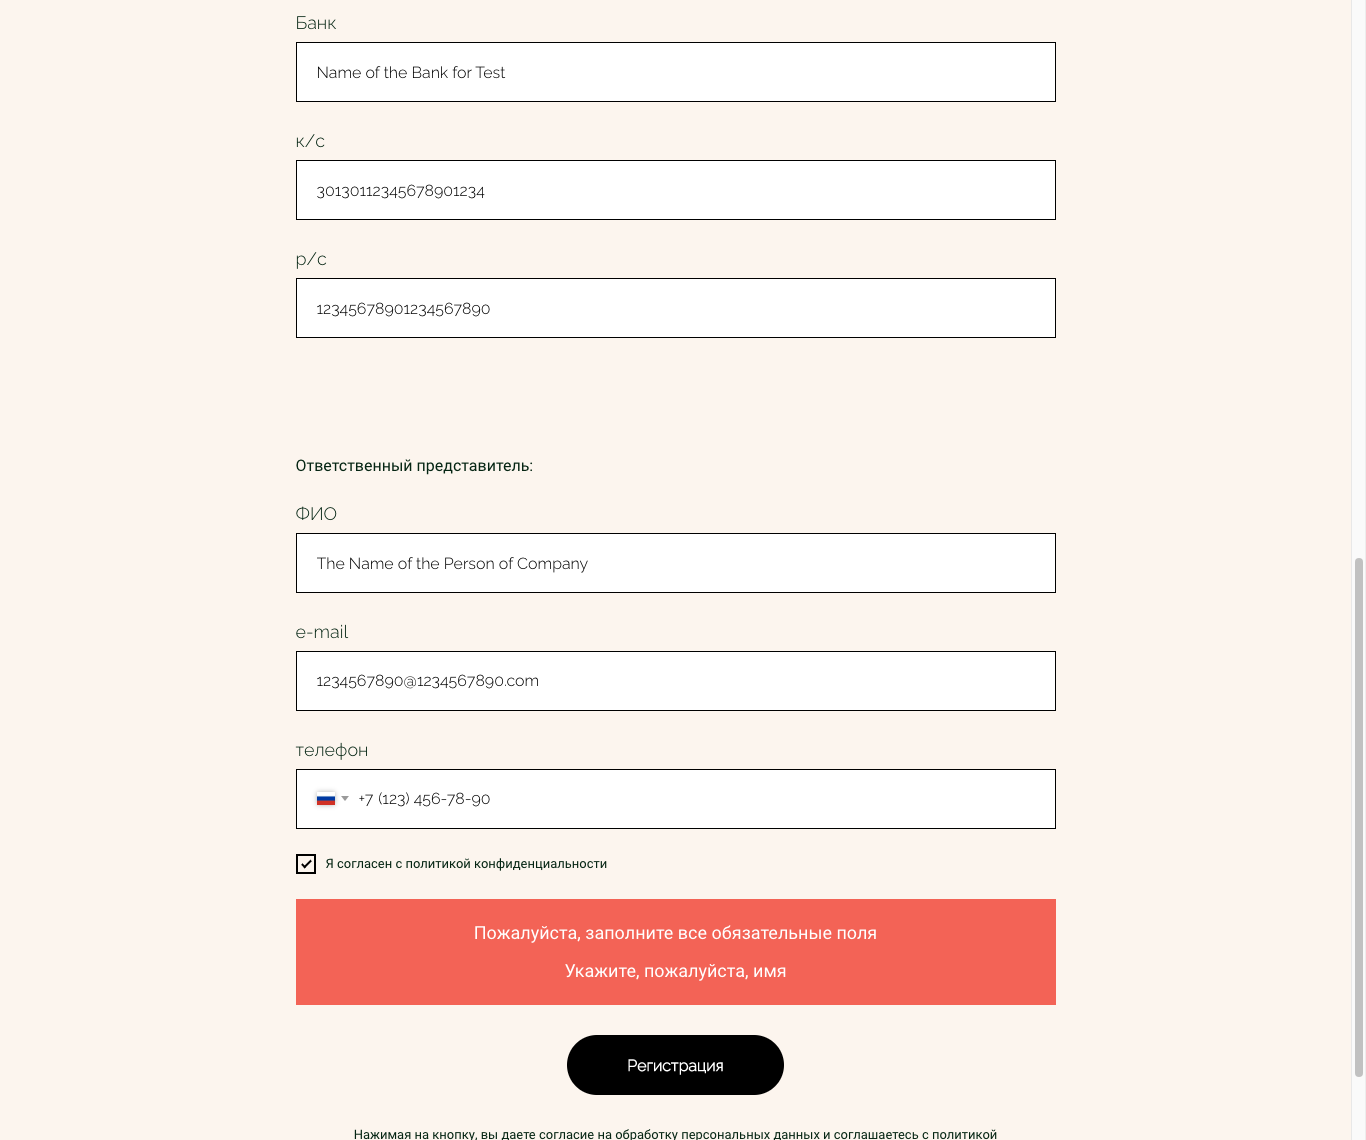 Банк
Name of the Bank for Test
к/с
30130112345678901234
р/с
12345678901234567890
Ответственный представитель:
ФИО
The Name of the Person of Company
e-mail
1234567890@1234567890.com
телефон
+7 (123) 456-78-90
Я согласен с политикой конфиденциальности
Пожалуйста, заполните все обязательные поля
Укажите, пожалуйста, имя
Регистрация
Нажимая на кнопку, вы даете согласие на обработку персональных данных и соглашаетесь c политикой